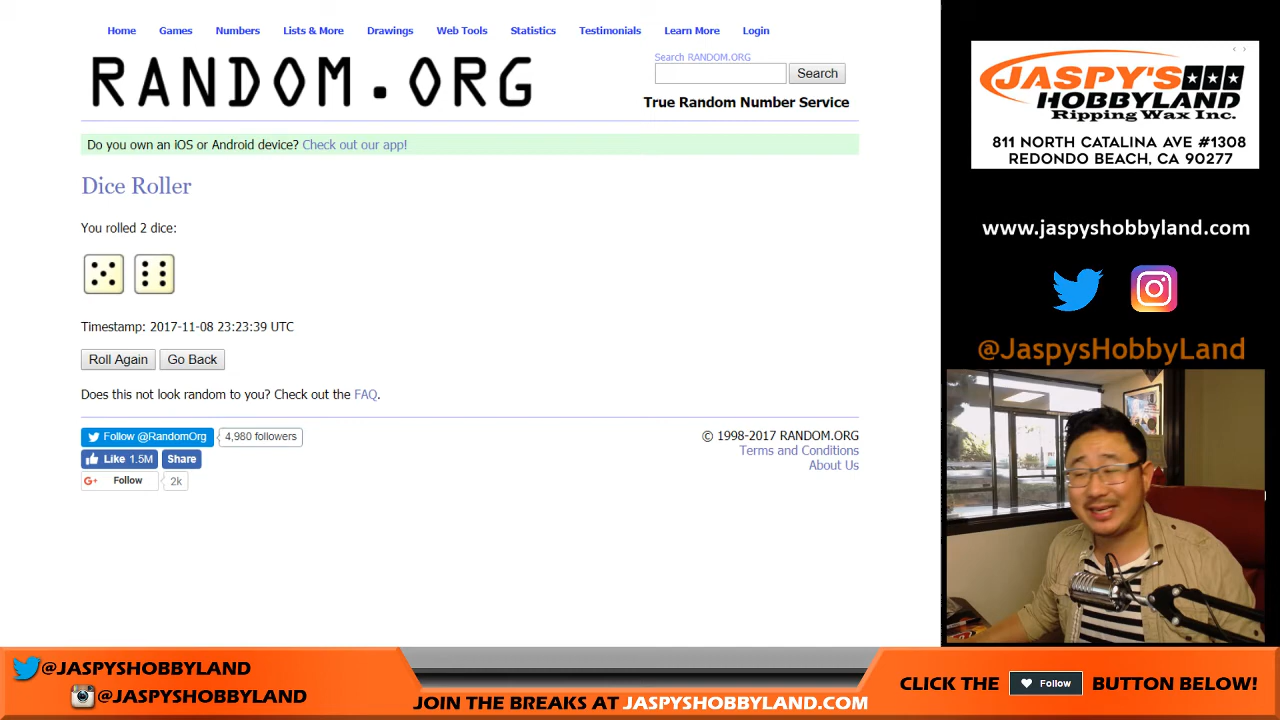 Home Games Numbers Lists & More Drawings Web Tools Statistics Testimonials Learn More Login
RANDOM.ORG
Search RANDOM.ORG
Search
True Random Number Service
Do you own an iOS or Android device? Check out our app!
Dice Roller
You rolled 2 dice:
Timestamp: 2017-11-08 23:23:39 UTC
Roll Again Go Back
Does this not look random to you? Check out the FAQ.
Follow @RandomOrg 4,980 followers
Like 1.5M Share
G+ Follow 2k
© 1998-2017 RANDOM.ORG
Terms and Conditions
About Us
JASPY'S
HOBBYLAND
Ripping Wax Inc.
811 NORTH CATALINA AVE #1308
REDONDO BEACH, CA 90277
www.jaspyshobbyland.com
@JaspysHobbyLand
@JASPYSHOBBYLAND
@JASPYSHOBBYLAND
JOIN THE BREAKS AT JASPYSHOBBYLAND.COM
CLICK THE Follow BUTTON BELOW!